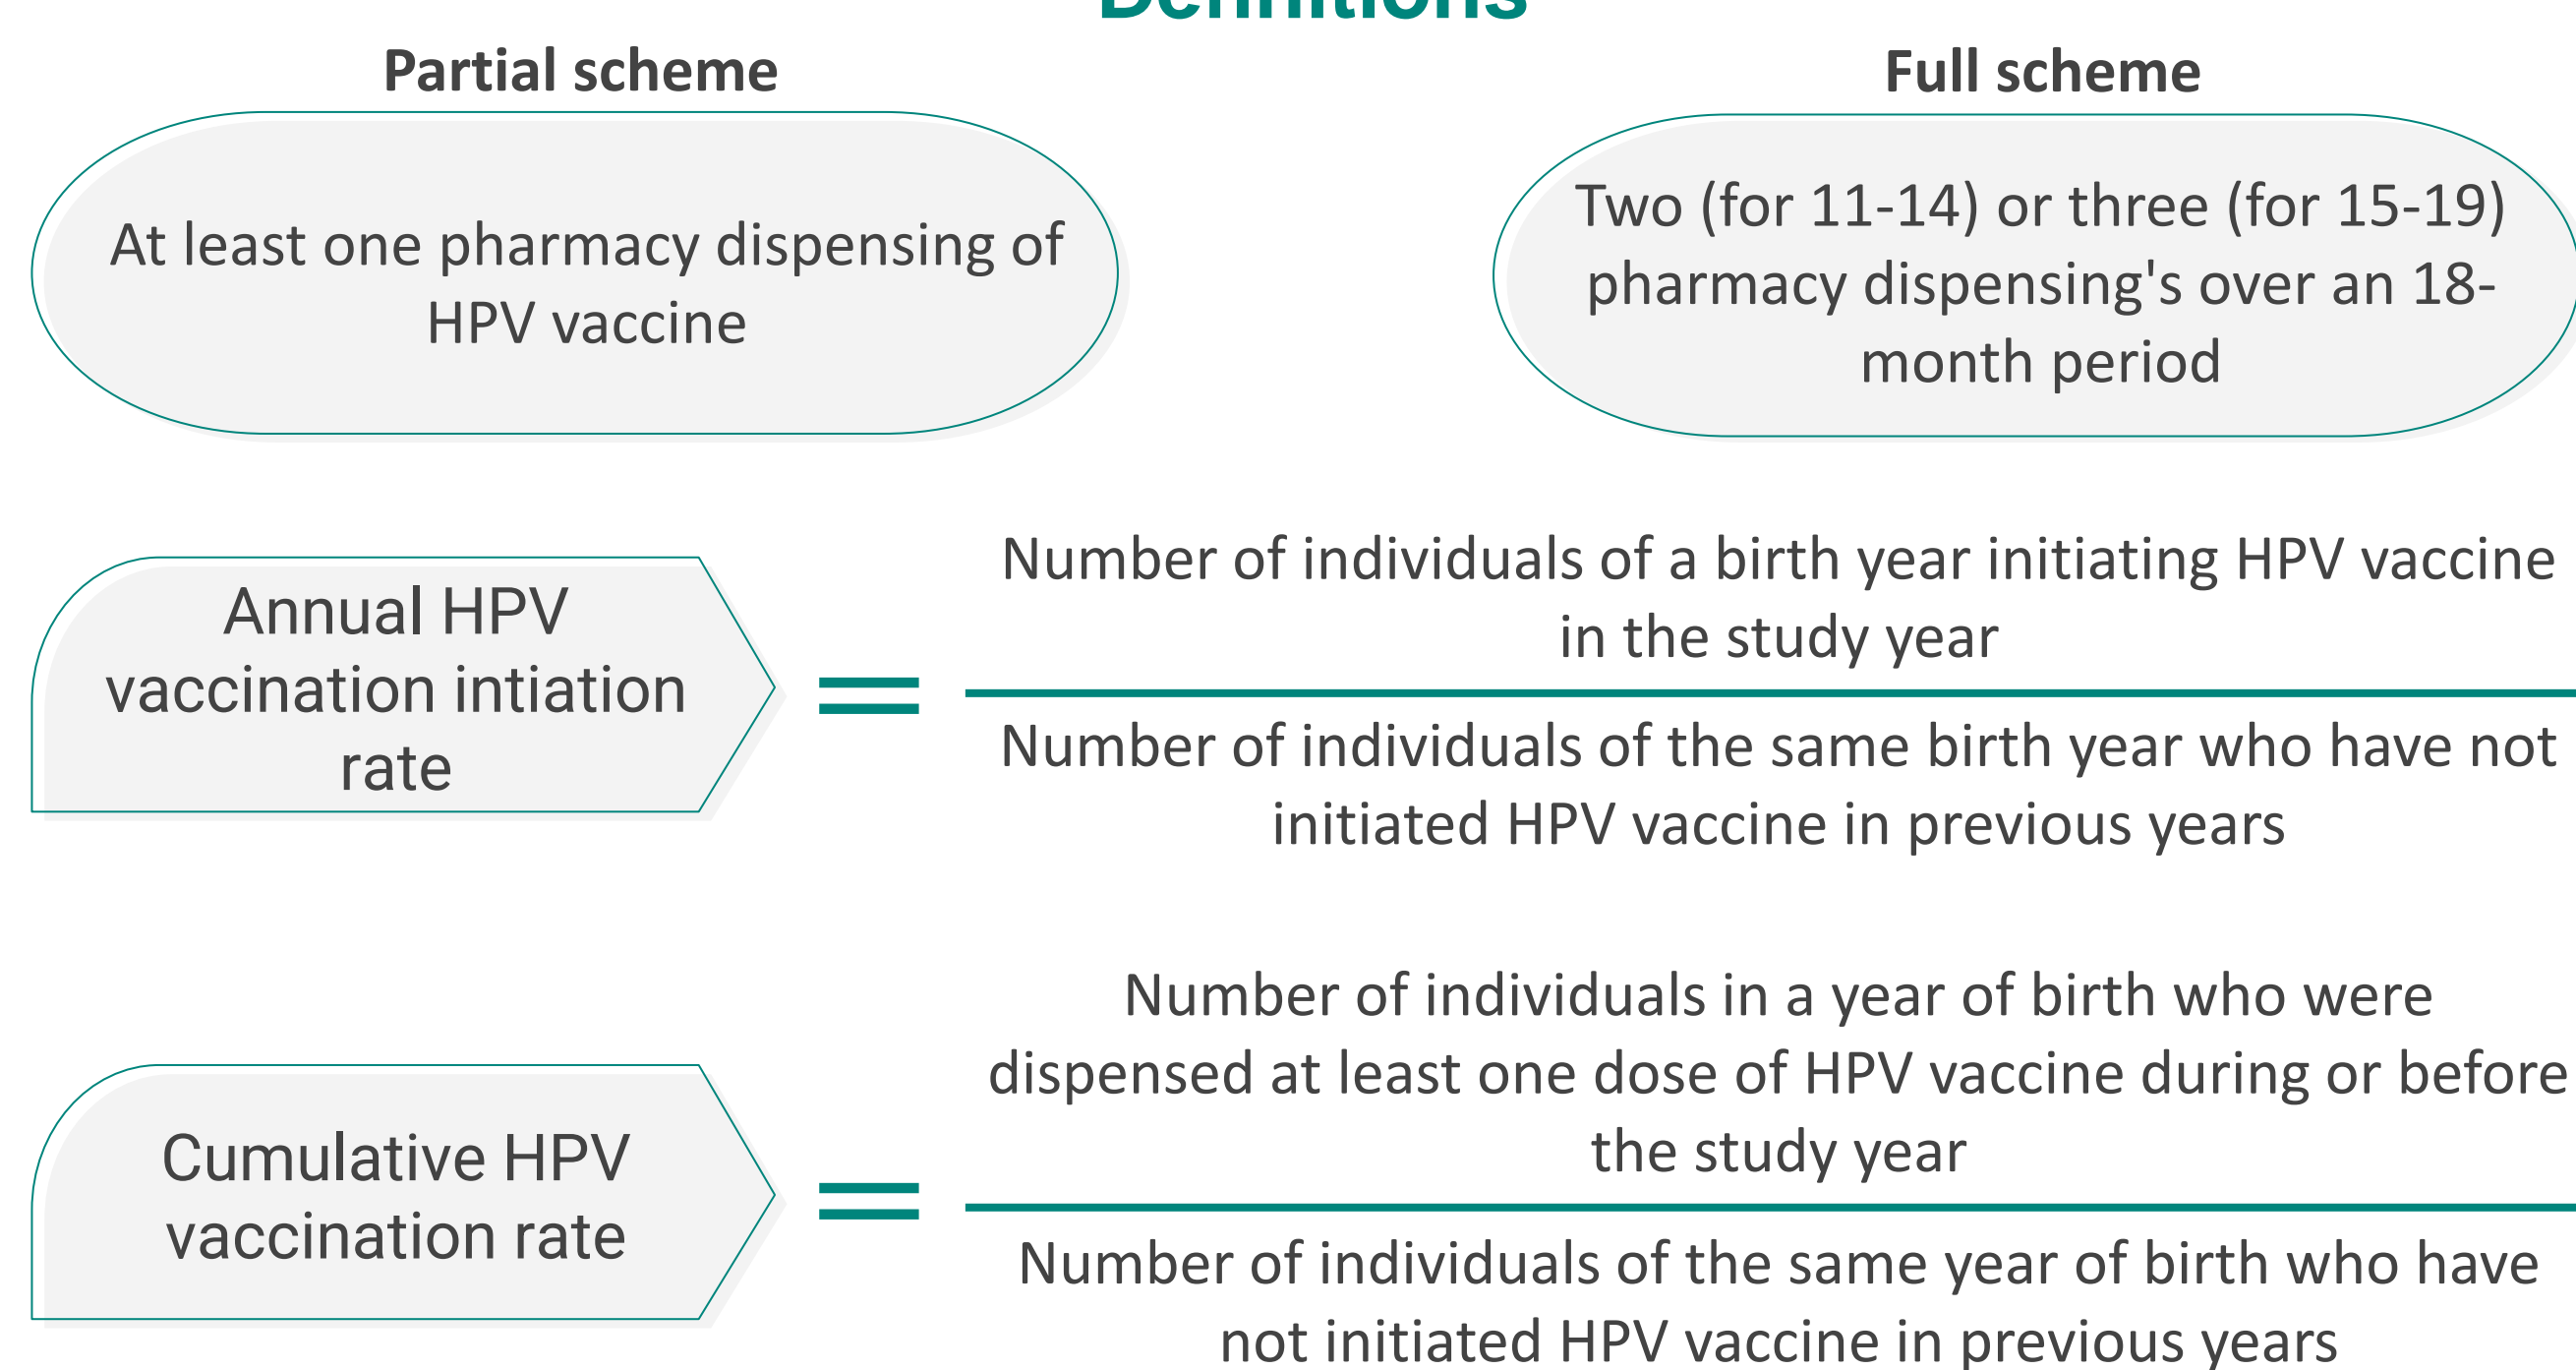 Definitions
Partial scheme
At least one pharmacy dispensing of
HPV vaccine
Full scheme
Two (for 11-14) or three (for 15-19)
pharmacy dispensing's over an 18-
month period
Annual HPV
vaccination intiation
rate
=
Number of individuals of a birth year initiating HPV vaccine
in the study year
Number of individuals of the same birth year who have not
initiated HPV vaccine in previous years
Cumulative HPV
vaccination rate
=
Number of individuals in a year of birth who were
dispensed at least one dose of HPV vaccine during or before
the study year
Number of individuals of the same year of birth who have
not initiated HPV vaccine in previous years